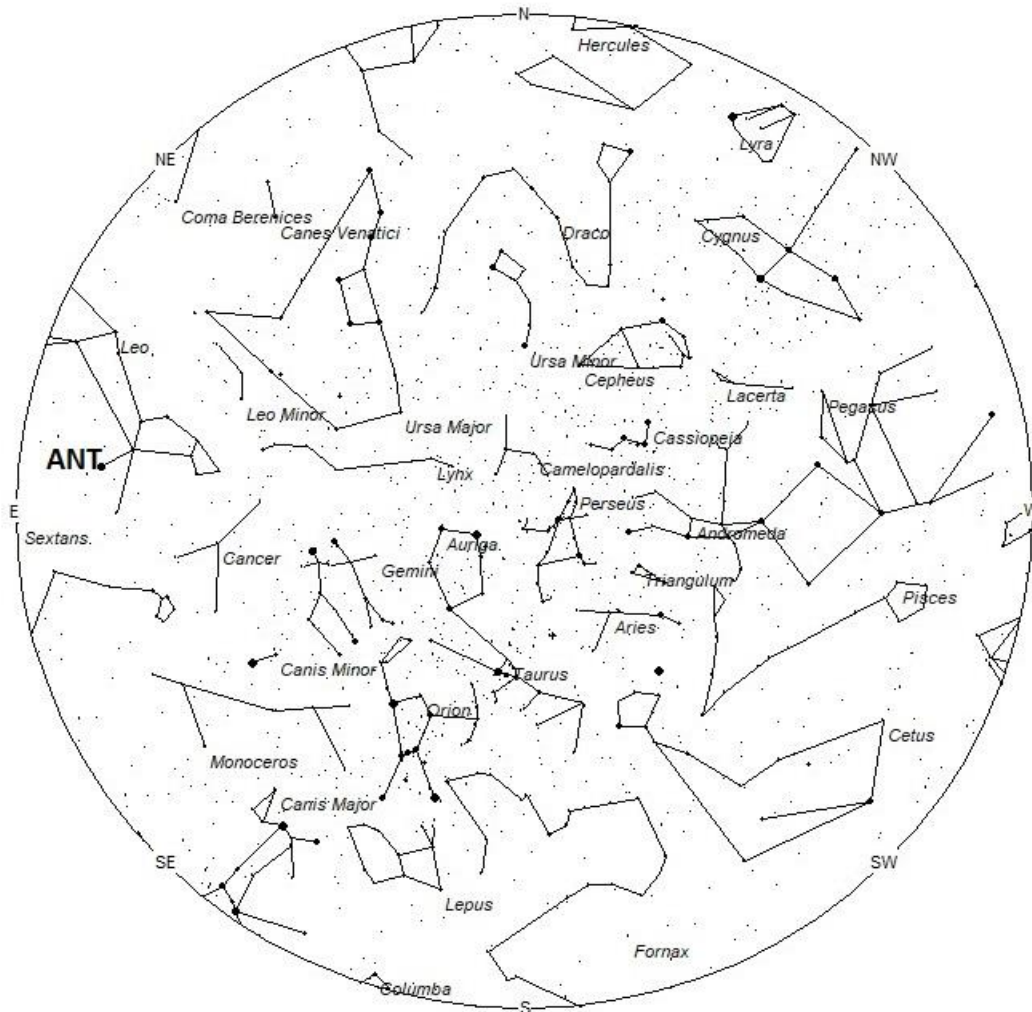 N
Hercules
Lyra
NE
NW
Coma Berenices
Canes Venatici
Draco
Cygnus
Leo
Ursa Minor
Cepheus
Lacerta
Leo Minor
Pegasus
Ursa Major
Cassiopeia
ANT
Lynx
Camelopardalis
Perseus
E
W
Sextans
Auriga
Andromeda
Cancer
Gemini
Triangulum
Pisces
Aries
Canis Minor
Taurus
Orion
Cetus
Monoceros
Canis Major
SE
SW
Lepus
Fornax
Columba
S